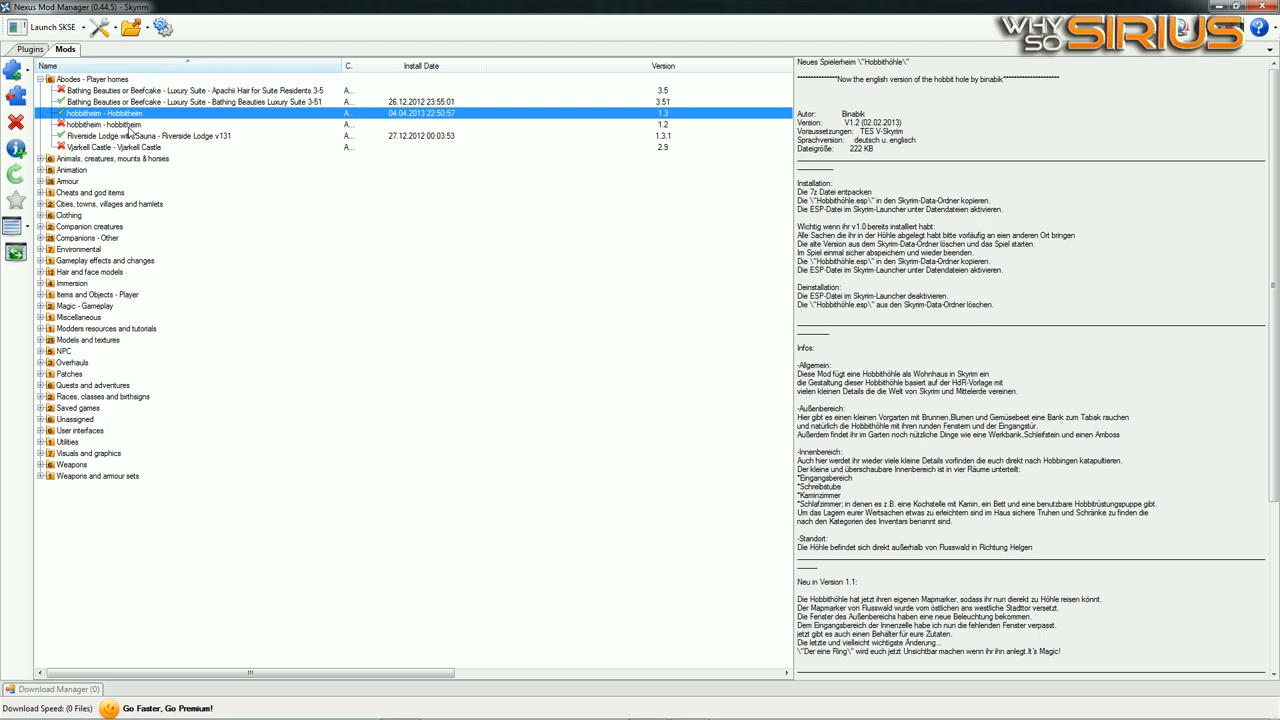 Nexus Mod Manager (0.44.5) - Skyrim
Launch SKSE
WHY SO SIRIUS
Plugins Mods
Name C. Install Date Version
6 Abodes - Player homes
Bathing Beauties or Beefcake - Luxury Suite - Apachii Hair for Suite Residents 3-5 A... 3.5
Bathing Beauties or Beefcake - Luxury Suite - Bathing Beauties Luxury Suite 3-51 A... 26.12.2012 23:55:01 3.51
hobbitheim - Hobbitheim A... 04.04.2013 22:50:57 1.3
hobbitheim - hobbitheim A... 1.2
Riverside Lodge with Sauna - Riverside Lodge v131 A... 27.12.2012 00:03:53 1.3.1
Vjarkell Castle - Vjarkell Castle A... 2.9
Animals, creatures, mounts & horses
Animation
Armour
Cheats and god items
Cities, towns, villages and hamlets
Clothing
Companion creatures
Companions - Other
Environmental
Gameplay effects and changes
Hair and face models
Immersion
Items and Objects - Player
Magic - Gameplay
Miscellaneous
Modders resources and tutorials
Models and textures
NPC
Overhauls
Patches
Quests and adventures
Races, classes and birthsigns
Saved games
Unassigned
User interfaces
Utilities
Visuals and graphics
Weapons
Weapons and armour sets
Neues Spielerheim \"Hobbithöhle\"
***************Now the english version of the hobbit hole by binabik***********************
Autor: Binabik
Version: V1.2 (02.02.2013)
Voraussetzungen: TES V-Skyrim
Sprachversion: deutsch u. englisch
Dateigröße: 222 KB
Installation:
Die 7z Datei entpacken
Die \"Hobbithöhle.esp\" in den Skyrim-Data-Ordner kopieren.
Die ESP-Datei im Skyrim-Launcher unter Datendateien aktivieren.
Wichtig wenn ihr v1.0 bereits installiert habt:
Alle Sachen die ihr in der Höhle abgelegt habt bitte vorläufig an eien anderen Ort bringen
Die alte Version aus dem Skyrim-Data-Ordner löschen und das Spiel starten.
Im Spiel einmal sicher abspeichern und wieder beenden.
Die \"Hobbithöhle.esp\" in den Skyrim-Data-Ordner kopieren.
Die ESP-Datei im Skyrim-Launcher unter Datendateien aktivieren.
Deinstallation:
Die ESP-Datei im Skyrim-Launcher deaktivieren.
Die \"Hobbithöhle.esp\" aus den Skyrim-Data-Ordner löschen.
Infos:
-Allgemein:
Diese Mod fügt eine Hobbithöhle als Wohnhaus in Skyrim ein
die Gestaltung dieser Hobbithöhle basiert auf der HdR-Vorlage mit
vielen kleinen Details die die Welt von Skyrim und Mittelerde vereinen.
-Außenbereich:
Hier gibt es einen kleinen Vorgarten mit Brunnen,Blumen und Gemüsebeet eine Bank zum Tabak rauchen
und natürlich die Hobbithöhle mit ihren runden Fenstern und der Eingangstür.
Außerdem findet ihr im Garten noch nützliche Dinge wie eine Werkbank,Schleifstein und einen Amboss
-Innenbereich:
Auch hier werdet ihr wieder viele kleine Details vorfinden die euch direkt nach Hobbingen katapultieren.
Der kleine und überschaubare Innenbereich ist in vier Räume unterteilt:
*Eingangsbereich
*Schreibstube
*Kaminzimmer
*Schlafzimmer; in denen es z.B. eine Kochstelle mit Kamin, ein Bett und eine benutzbare Hobbitrüstungspuppe gibt.
Um das Lagern eurer Wertsachen etwas zu erleichtern sind im Haus sichere Truhen und Schränke zu finden die
nach den Kategorien des Inventars benannt sind.
-Standort:
Die Höhle befindet sich direkt außerhalb von Flusswald in Richtung Helgen
Neu in Version 1.1:
Die Hobbithöhle hat jetzt ihren eigenen Mapmarker, sodass ihr nun dierekt zu Höhle reisen könnt.
Der Mapmarker von Flusswald wurde vom östlichen ans westliche Stadttor versetzt.
Die Fenster des Außenbereichs haben eine neue Beleuchtung bekommen.
Dem Eingangsbereich der Innenzelle habe ich nun die fehlenden Fenster verpasst.
jetzt gibt es auch einen Behälter für eure Zutaten.
Die letzte und vielleicht wichtigste Änderung...
\"Der eine Ring\" wird euch jetzt Unsichtbar machen wenn ihr ihn anlegt.It´s Magic!
Download Manager (0)
Download Speed: (0 Files) Go Faster, Go Premium!